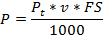 P = P_t * v * FS / 1000